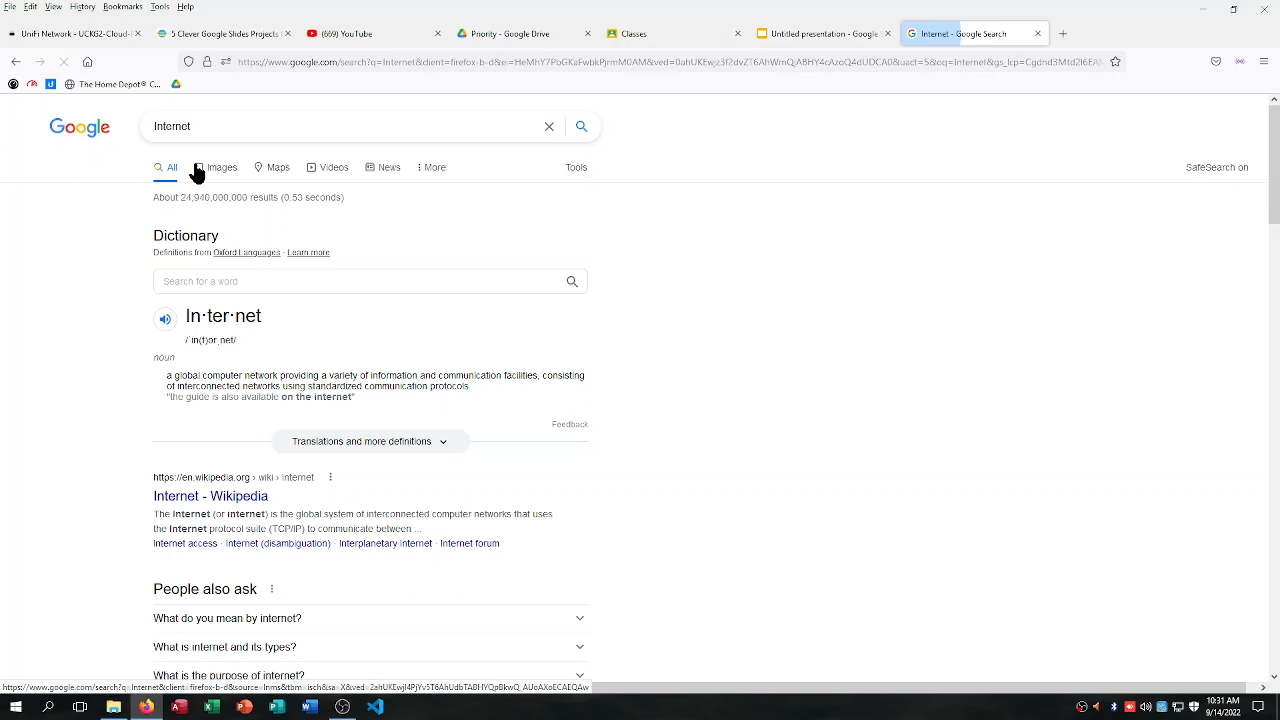 File Edit View History Bookmarks Tools Help
UniFi Network - UCKG2-Cloud-
5 Clever Google Slides Projects
(669) YouTube
Priority - Google Drive
Classes
Untitled presentation - Google
Internet - Google Search
The Home Depot® C...
Google
Internet
All Images Maps Videos News More Tools SafeSearch on
About 24,940,000,000 results (0.53 seconds)
Dictionary
Definitions from Oxford Languages · Learn more
Search for a word
In·ter·net
/ˈin(t)ərˌnet/
noun
a global computer network providing a variety of information and communication facilities, consisting
of interconnected networks using standardized communication protocols.
"the guide is also available on the internet"
Feedback
Translations and more definitions
https://en.wikipedia.org › wiki › Internet
Internet - Wikipedia
The Internet (or internet) is the global system of interconnected computer networks that uses
the Internet protocol suite (TCP/IP) to communicate between ...
Internet access · Internet (disambiguation) · Interplanetary Internet · Internet forum
People also ask
What do you mean by internet?
What is internet and its types?
What is the purpose of internet?
10:31 AM
9/14/2022